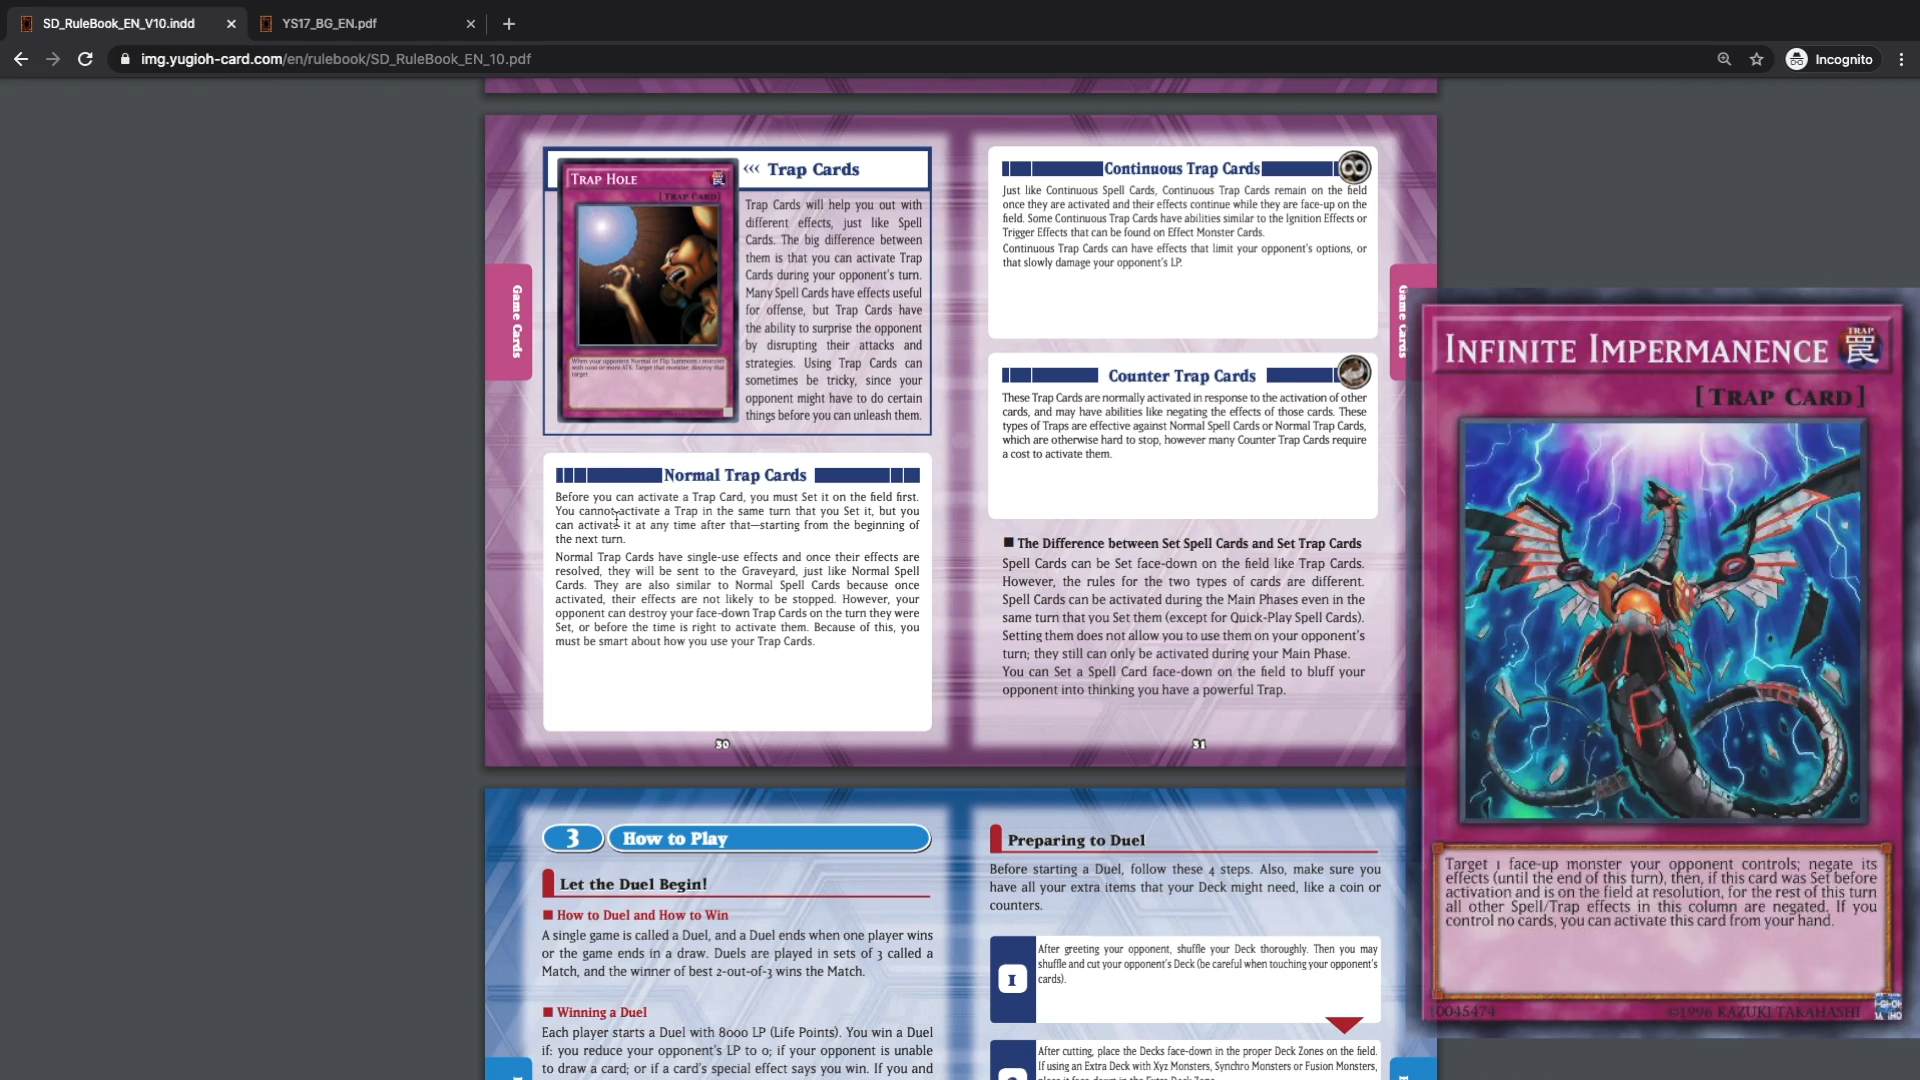 SD_RuleBook_EN_V10.indd
YS17_BG_EN.pdf
img.yugioh-card.com/en/rulebook/SD_RuleBook_EN_10.pdf
Incognito
Game Cards
TRAP HOLE
[TRAP CARD]
When your opponent Normal or Flip Summons 1 monster
with 1000 or more ATK: Target that monster; destroy that
target.
‹‹‹ Trap Cards
Trap Cards will help you out with
different effects, just like Spell
Cards. The big difference between
them is that you can activate Trap
Cards during your opponent's turn.
Many Spell Cards have effects useful
for offense, but Trap Cards have
the ability to surprise the opponent
by disrupting their attacks and
strategies. Using Trap Cards can
sometimes be tricky, since your
opponent might have to do certain
things before you can unleash them.
Normal Trap Cards
Before you can activate a Trap Card, you must Set it on the field first.
You cannot activate a Trap in the same turn that you Set it, but you
can activate it at any time after that—starting from the beginning of
the next turn.
Normal Trap Cards have single-use effects and once their effects are
resolved, they will be sent to the Graveyard, just like Normal Spell
Cards. They are also similar to Normal Spell Cards because once
activated, their effects are not likely to be stopped. However, your
opponent can destroy your face-down Trap Cards on the turn they were
Set, or before the time is right to activate them. Because of this, you
must be smart about how you use your Trap Cards.
30
Continuous Trap Cards
Just like Continuous Spell Cards, Continuous Trap Cards remain on the field
once they are activated and their effects continue while they are face-up on the
field. Some Continuous Trap Cards have abilities similar to the Ignition Effects or
Trigger Effects that can be found on Effect Monster Cards.
Continuous Trap Cards can have effects that limit your opponent's options, or
that slowly damage your opponent's LP.
Counter Trap Cards
These Trap Cards are normally activated in response to the activation of other
cards, and may have abilities like negating the effects of those cards. These
types of Traps are effective against Normal Spell Cards or Normal Trap Cards,
which are otherwise hard to stop, however many Counter Trap Cards require
a cost to activate them.
■ The Difference between Set Spell Cards and Set Trap Cards
Spell Cards can be Set face-down on the field like Trap Cards.
However, the rules for the two types of cards are different.
Spell Cards can be activated during the Main Phases even in the
same turn that you Set them (except for Quick-Play Spell Cards).
Setting them does not allow you to use them on your opponent's
turn; they still can only be activated during your Main Phase.
You can Set a Spell Card face-down on the field to bluff your
opponent into thinking you have a powerful Trap.
31
Game Cards
INFINITE IMPERMANENCE
TRAP
罠
[TRAP CARD]
Target 1 face-up monster your opponent controls; negate its
effects (until the end of this turn), then, if this card was Set before
activation and is on the field at resolution, for the rest of this turn
all other Spell/Trap effects in this column are negated. If you
control no cards, you can activate this card from your hand.
10045474
©1996 KAZUKI TAKAHASHI
3 How to Play
Let the Duel Begin!
■ How to Duel and How to Win
A single game is called a Duel, and a Duel ends when one player wins
or the game ends in a draw. Duels are played in sets of 3 called a
Match, and the winner of best 2-out-of-3 wins the Match.
■ Winning a Duel
Each player starts a Duel with 8000 LP (Life Points). You win a Duel
if: you reduce your opponent's LP to 0; if your opponent is unable
to draw a card; or if a card's special effect says you win. If you and
Preparing to Duel
Before starting a Duel, follow these 4 steps. Also, make sure you
have all your extra items that your Deck might need, like a coin or
counters.
1
After greeting your opponent, shuffle your Deck thoroughly. Then you may
shuffle and cut your opponent's Deck (be careful when touching your opponent's
cards).
After cutting, place the Decks face-down in the proper Deck Zones on the field.
If using an Extra Deck with Xyz Monsters, Synchro Monsters or Fusion Monsters,